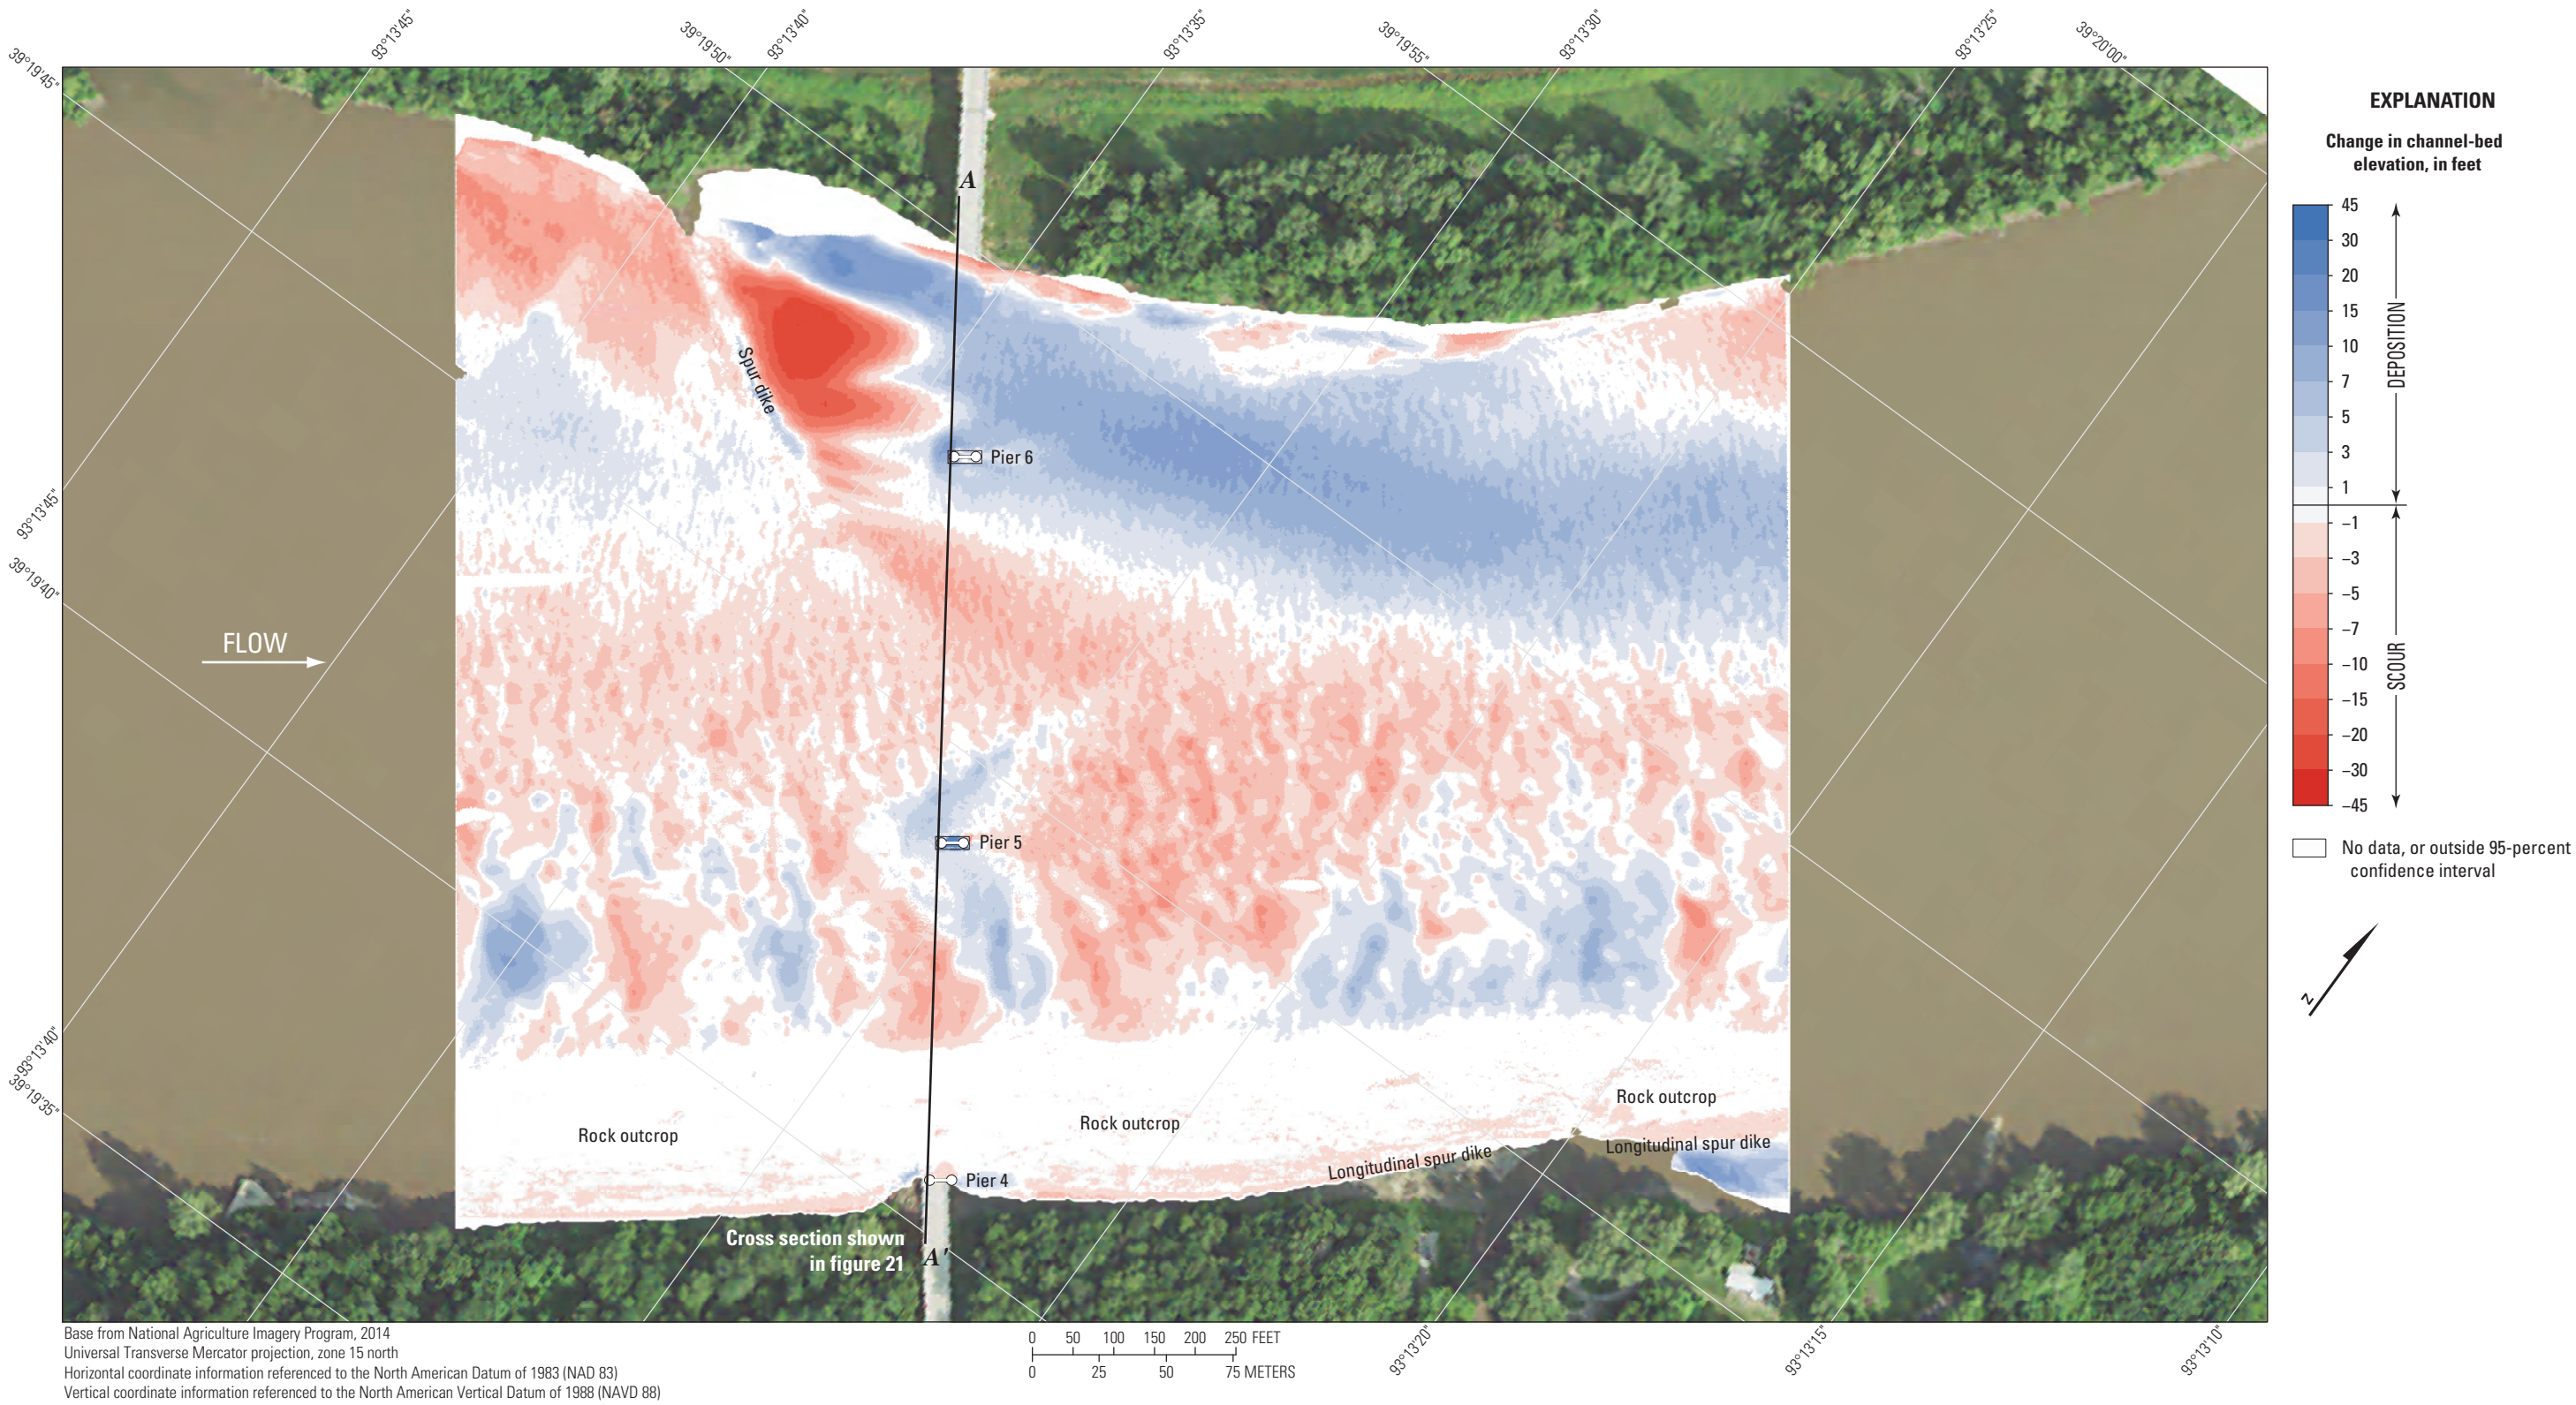 93°13'45"
39°19'50"
93°13'40"
93°13'35"
39°19'55"
93°13'30"
93°13'25"
39°20'00"
39°19'45"
EXPLANATION
Change in channel-bed
elevation, in feet
45
30
20
15
10
7
5
3
1
–1
–3
–5
–7
–10
–15
–20
–30
–45
DEPOSITION
SCOUR
No data, or outside 95-percent
confidence interval
N
A
Spur dike
Pier 6
93°13'45"
39°19'40"
FLOW
Pier 5
93°13'40"
39°19'35"
Rock outcrop
Rock outcrop
Rock outcrop
Longitudinal spur dike
Longitudinal spur dike
Pier 4
Cross section shown
in figure 21
A'
Base from National Agriculture Imagery Program, 2014
Universal Transverse Mercator projection, zone 15 north
Horizontal coordinate information referenced to the North American Datum of 1983 (NAD 83)
Vertical coordinate information referenced to the North American Vertical Datum of 1988 (NAVD 88)
0 50 100 150 200 250 FEET
0 25 50 75 METERS
93°13'20"
93°13'15"
93°13'10"